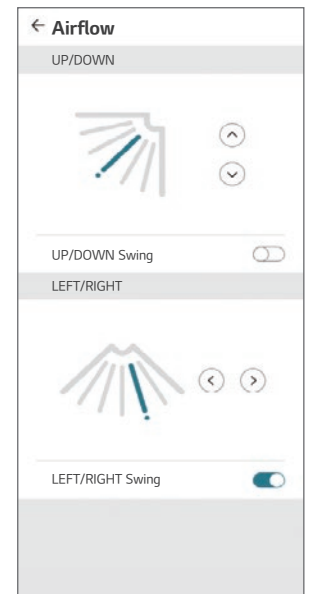 Airflow
UP/DOWN
UP/DOWN Swing
LEFT/RIGHT
LEFT/RIGHT Swing